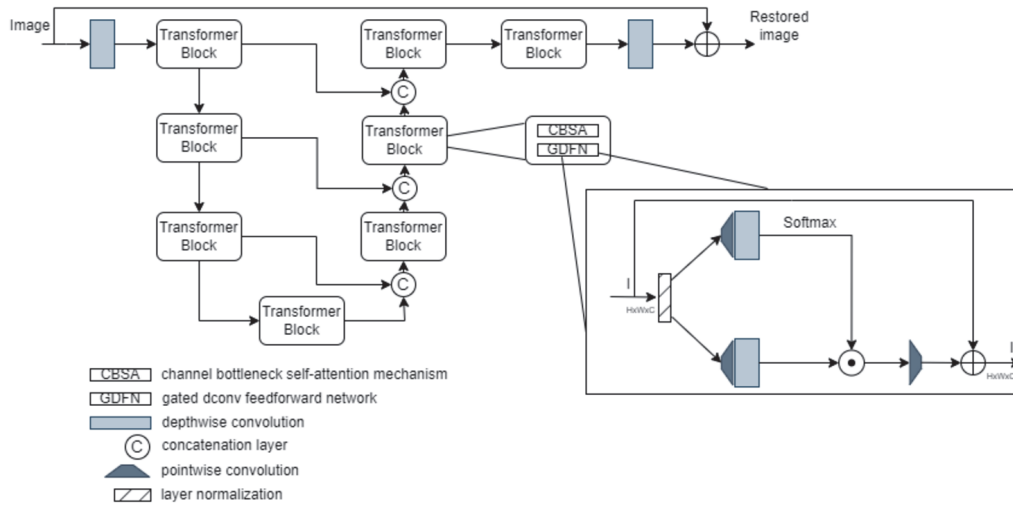 Image
Restored
image
Transformer
Block
Transformer
Block
Transformer
Block
C
Transformer
Block
Transformer
Block
CBSA
GDFN
C
Transformer
Block
Transformer
Block
C
Transformer
Block
Softmax
I
HxWxC
I
HxWxC
CBSA channel bottleneck self-attention mechanism
GDFN gated dconv feedforward network
depthwise convolution
C concatenation layer
pointwise convolution
layer normalization